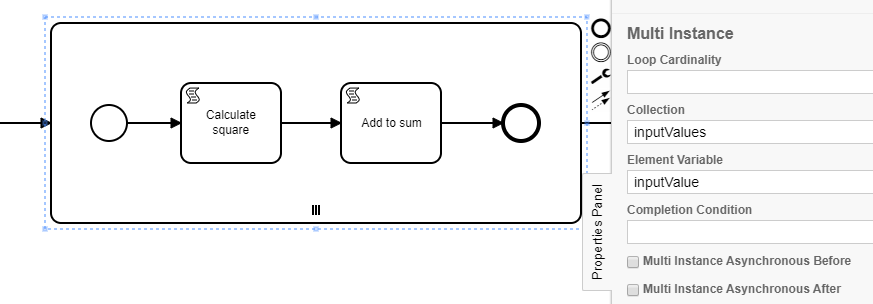 Calculate
square
Add to sum
Properties Panel
Multi Instance
Loop Cardinality
Collection
inputValues
Element Variable
inputValue
Completion Condition
Multi Instance Asynchronous Before
Multi Instance Asynchronous After